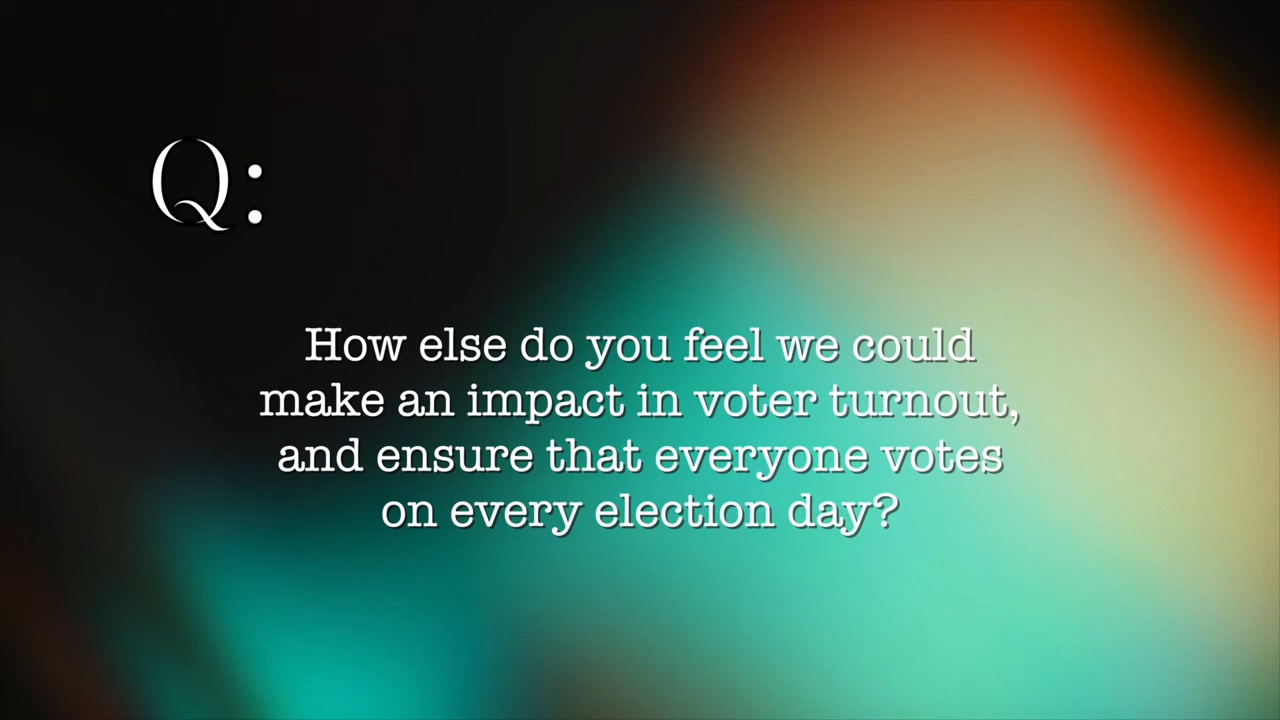 Q:
How else do you feel we could
make an impact in voter turnout,
and ensure that everyone votes
on every election day?